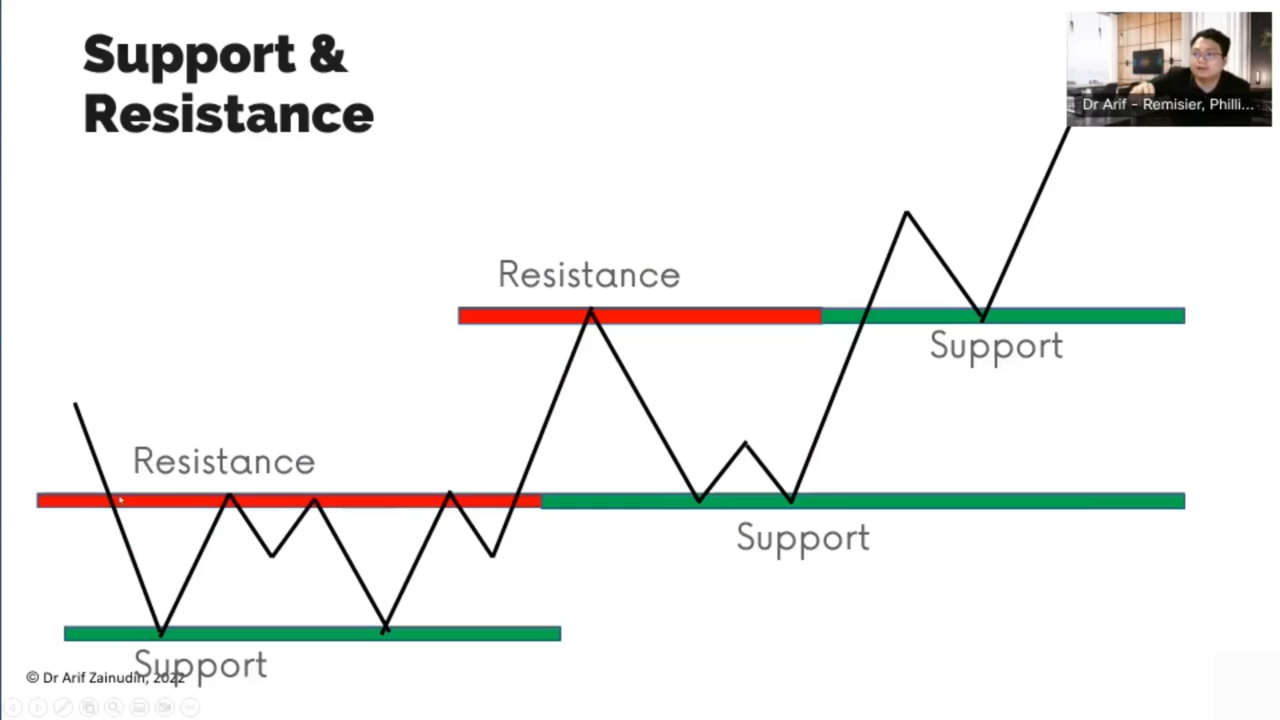 Support &
Resistance
Dr Arif - Remisier, Philli...
Resistance
Support
Resistance
Support
Support
© Dr Arif Zainudin, 2022